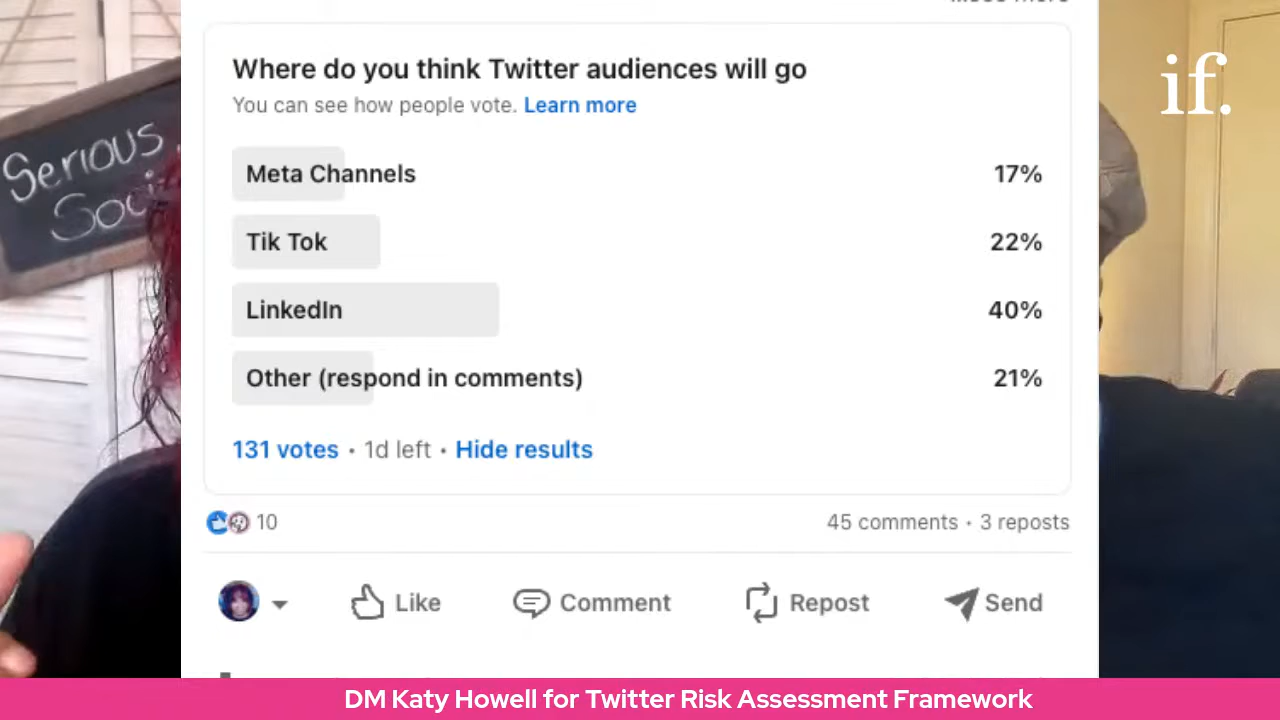 Where do you think Twitter audiences will go
You can see how people vote. Learn more
Meta Channels 17%
Tik Tok 22%
LinkedIn 40%
Other (respond in comments) 21%
131 votes • 1d left • Hide results
10 45 comments • 3 reposts
Like Comment Repost Send
Serious
if.
DM Katy Howell for Twitter Risk Assessment Framework